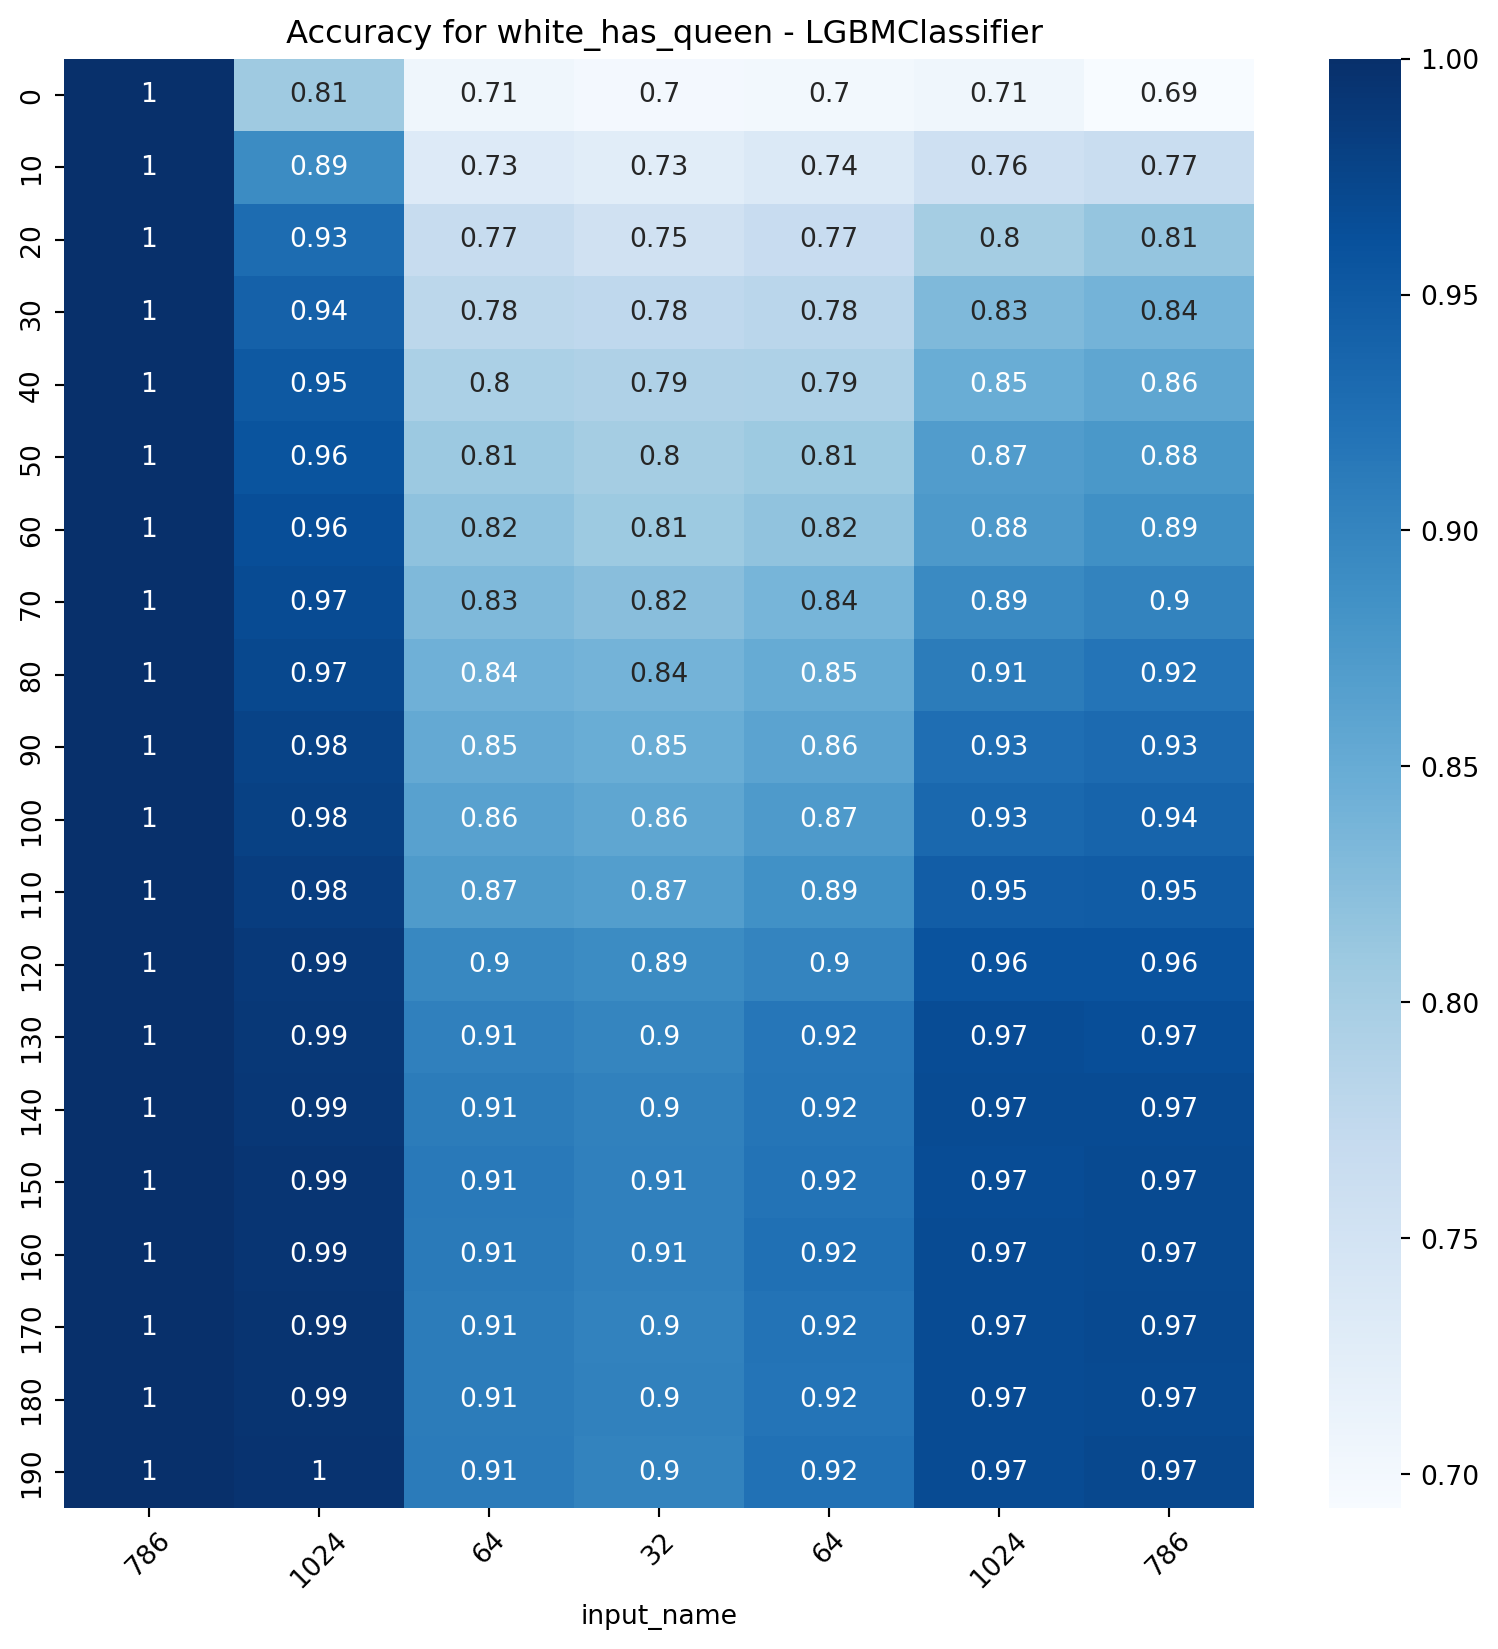 Accuracy for white_has_queen - LGBMClassifier
0 1 0.81 0.71 0.7 0.7 0.71 0.69
10 1 0.89 0.73 0.73 0.74 0.76 0.77
20 1 0.93 0.77 0.75 0.77 0.8 0.81
30 1 0.94 0.78 0.78 0.78 0.83 0.84
40 1 0.95 0.8 0.79 0.79 0.85 0.86
50 1 0.96 0.81 0.8 0.81 0.87 0.88
60 1 0.96 0.82 0.81 0.82 0.88 0.89
70 1 0.97 0.83 0.82 0.84 0.89 0.9
80 1 0.97 0.84 0.84 0.85 0.91 0.92
90 1 0.98 0.85 0.85 0.86 0.93 0.93
100 1 0.98 0.86 0.86 0.87 0.93 0.94
110 1 0.98 0.87 0.87 0.89 0.95 0.95
120 1 0.99 0.9 0.89 0.9 0.96 0.96
130 1 0.99 0.91 0.9 0.92 0.97 0.97
140 1 0.99 0.91 0.9 0.92 0.97 0.97
150 1 0.99 0.91 0.91 0.92 0.97 0.97
160 1 0.99 0.91 0.91 0.92 0.97 0.97
170 1 0.99 0.91 0.9 0.92 0.97 0.97
180 1 0.99 0.91 0.9 0.92 0.97 0.97
190 1 1 0.91 0.9 0.92 0.97 0.97
786 1024 64 32 64 1024 786
input_name
1.00
0.95
0.90
0.85
0.80
0.75
0.70